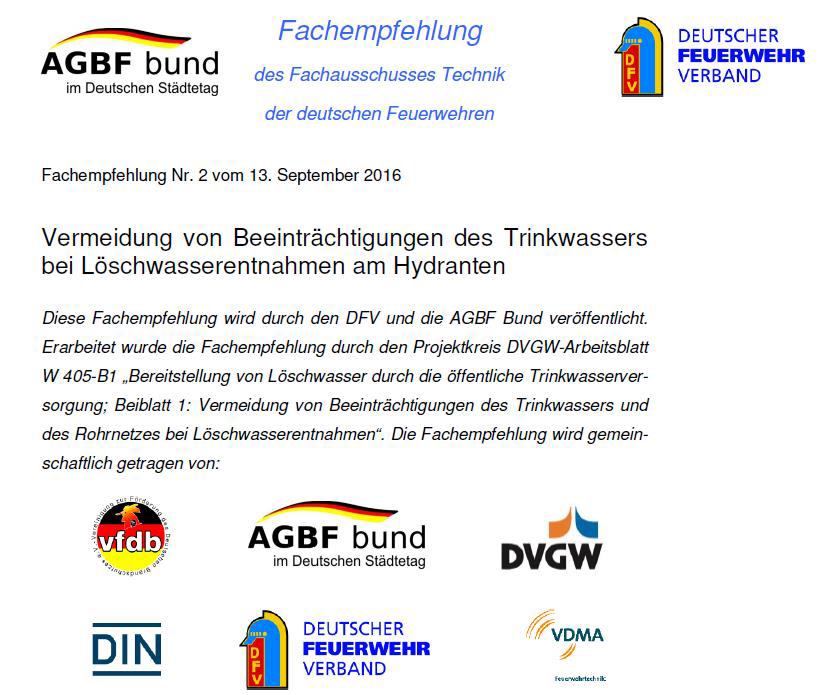 AGBF bund
im Deutschen Städtetag
Fachempfehlung
des Fachausschusses Technik
der deutschen Feuerwehren
DFV
DEUTSCHER
FEUERWEHR
VERBAND
Fachempfehlung Nr. 2 vom 13. September 2016
Vermeidung von Beeinträchtigungen des Trinkwassers
bei Löschwasserentnahmen am Hydranten
Diese Fachempfehlung wird durch den DFV und die AGBF Bund veröffentlicht.
Erarbeitet wurde die Fachempfehlung durch den Projektkreis DVGW-Arbeitsblatt
W 405-B1 „Bereitstellung von Löschwasser durch die öffentliche Trinkwasserver-
sorgung; Beiblatt 1: Vermeidung von Beeinträchtigungen des Trinkwassers und
des Rohrnetzes bei Löschwasserentnahmen“. Die Fachempfehlung wird gemein-
schaftlich getragen von:
Vereinigung zur Förderung des Deutschen Brandschutzes e.V.
vfdb
AGBF bund
im Deutschen Städtetag
DVGW
DIN
DFV
DEUTSCHER
FEUERWEHR
VERBAND
VDMA
Feuerwehrtechnik